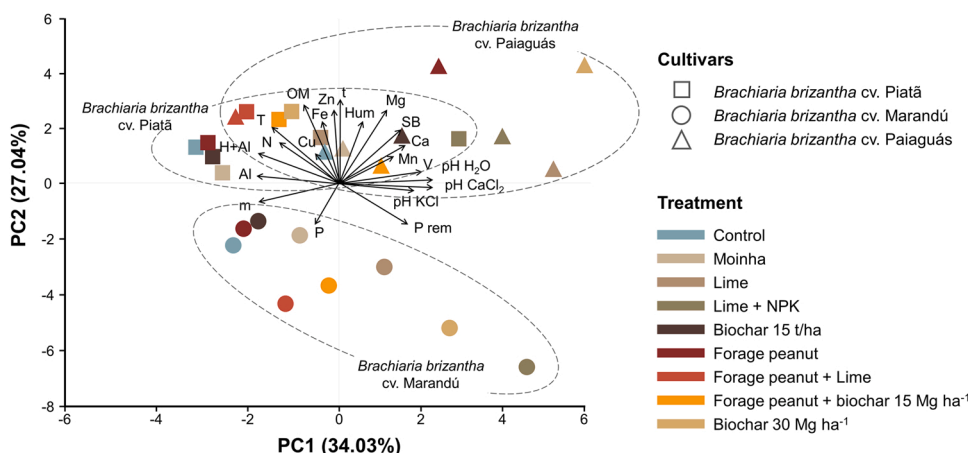 6
4
2
0
-2
-4
-6
-8
PC2 (27.04%)
-6
-4
-2
0
2
4
6
PC1 (34.03%)
Brachiaria brizantha
cv. Paiaguás
Brachiaria brizantha
cv. Piatã
Brachiaria brizantha
cv. Marandú
OM
Zn
t
Mg
T
Fe
Hum
SB
N
Cu
Ca
H+Al
Mn
V
pH H₂O
Al
pH CaCl₂
m
pH KCl
P
P rem
Cultivars
Brachiaria brizantha cv. Piatã
Brachiaria brizantha cv. Marandú
Brachiaria brizantha cv. Paiaguás
Treatment
Control
Moinha
Lime
Lime + NPK
Biochar 15 t/ha
Forage peanut
Forage peanut + Lime
Forage peanut + biochar 15 Mg ha⁻¹
Biochar 30 Mg ha⁻¹